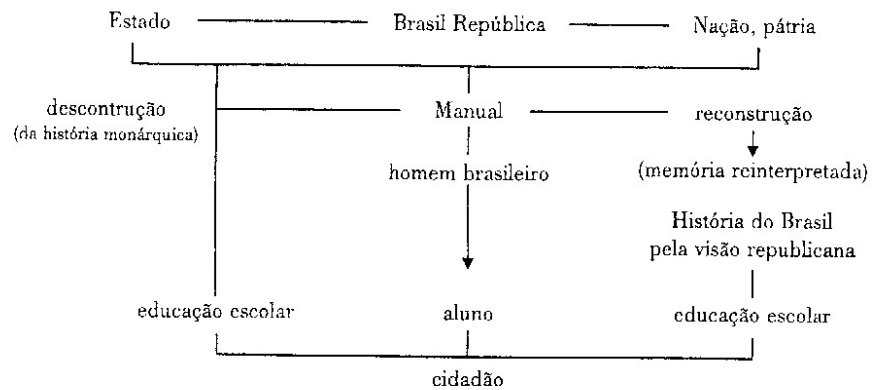 Estado Brasil República Nação, pátria
descontrução Manual reconstrução
(da história monárquica)
homem brasileiro (memória reinterpretada)
História do Brasil
pela visão republicana
educação escolar aluno educação escolar
cidadão